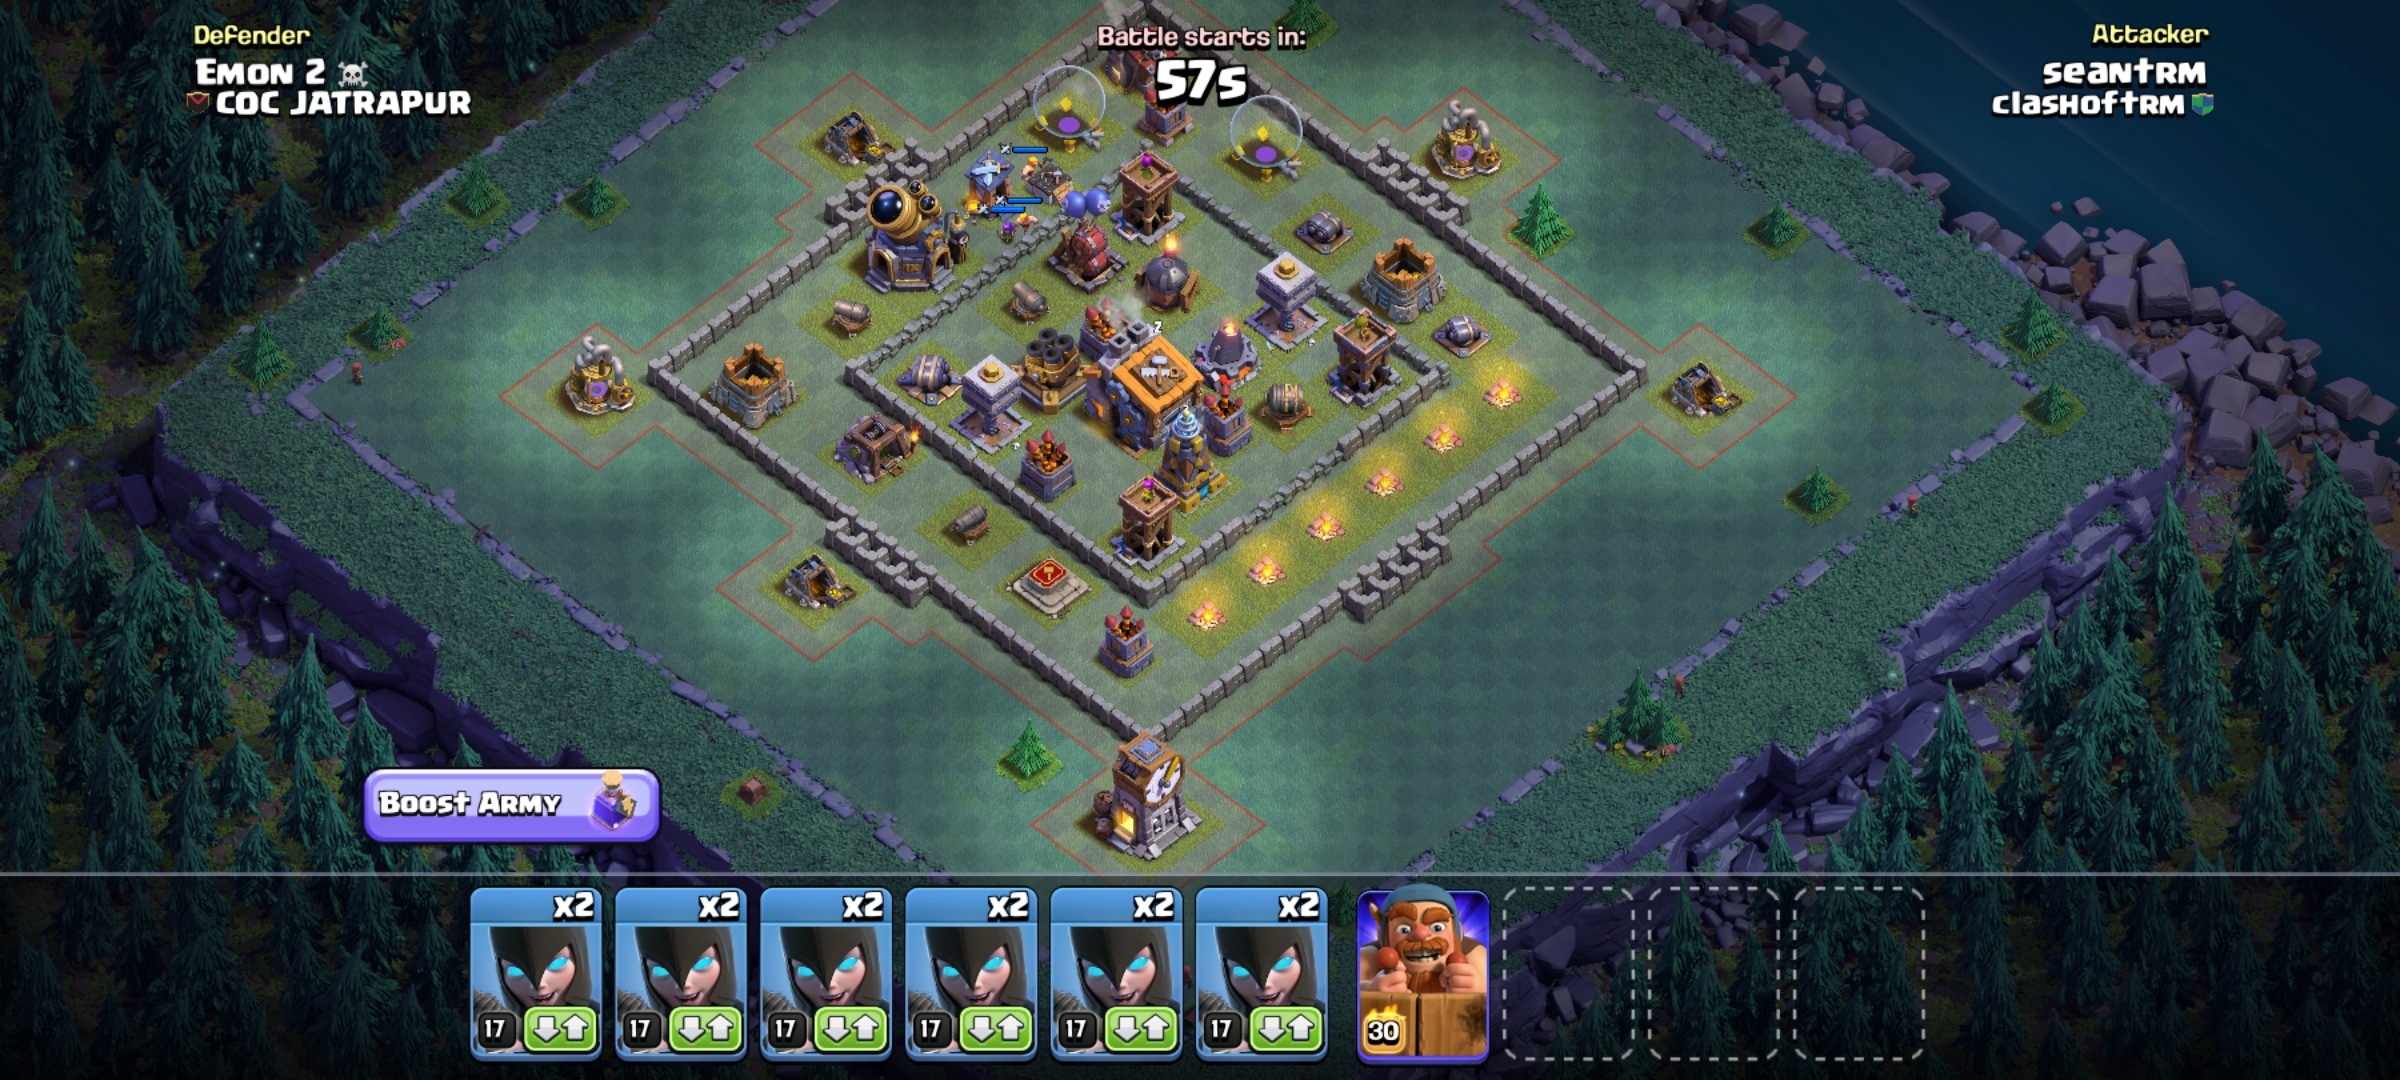 Defender
Emon 2
COC JATRAPUR
Battle starts in:
57s
Attacker
seantRM
clashoftRM
z
Boost Army
x2
x2
x2
x2
x2
x2
17
17
17
17
17
17
30